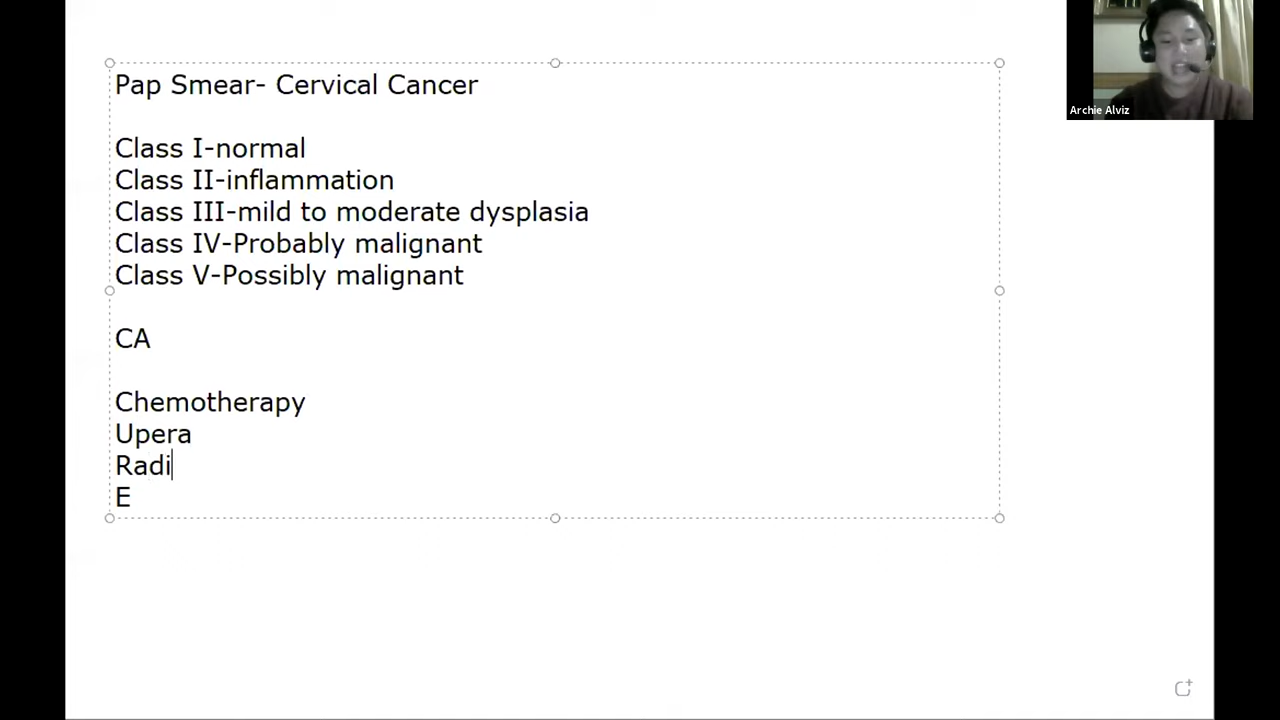 Pap Smear- Cervical Cancer
Class I-normal
Class II-inflammation
Class III-mild to moderate dysplasia
Class IV-Probably malignant
Class V-Possibly malignant
CA
Chemotherapy
Upera
Radi
E
Archie Alviz